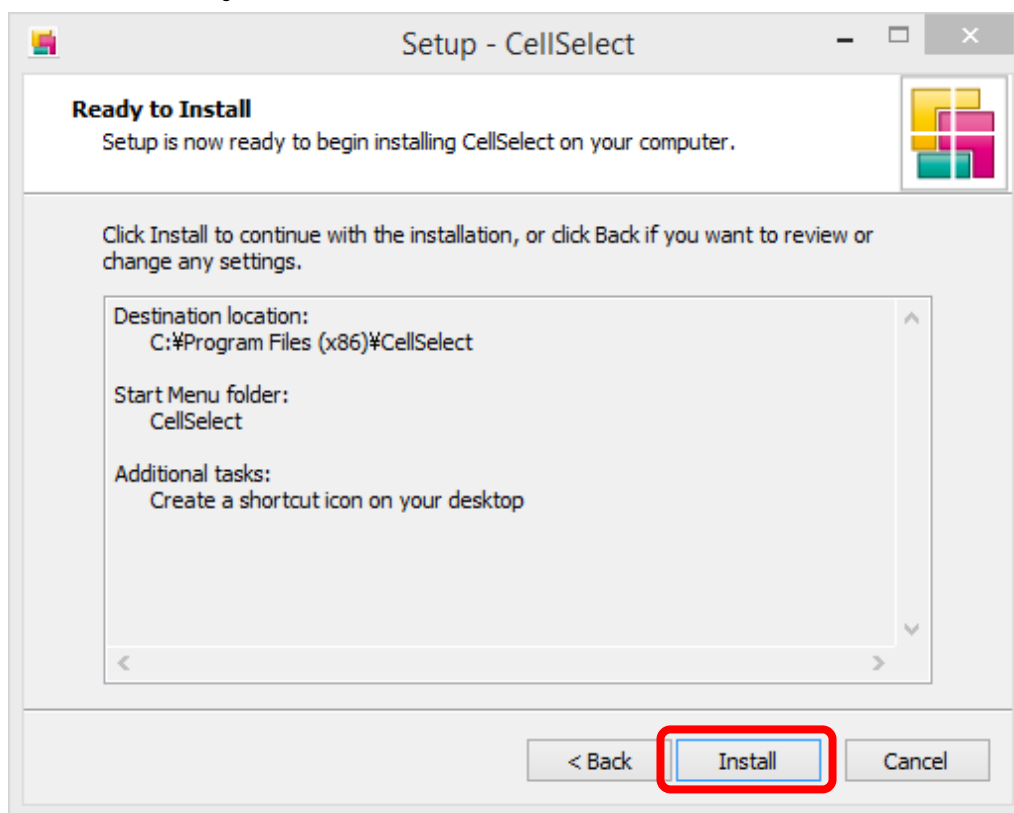 Setup - CellSelect
Ready to Install
Setup is now ready to begin installing CellSelect on your computer.
Click Install to continue with the installation, or click Back if you want to review or
change any settings.
Destination location:
C:¥Program Files (x86)¥CellSelect
Start Menu folder:
CellSelect
Additional tasks:
Create a shortcut icon on your desktop
< Back Install Cancel